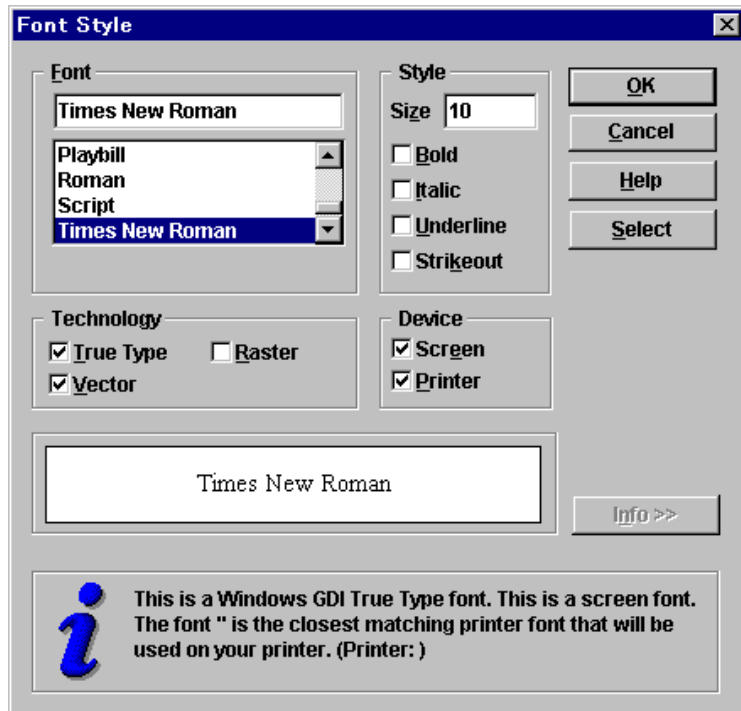 Font Style
Font
Times New Roman
Playbill
Roman
Script
Times New Roman
Style
Size 10
Bold
Italic
Underline
Strikeout
OK
Cancel
Help
Select
Technology
True Type Raster
Vector
Device
Screen
Printer
Times New Roman
Info >>
This is a Windows GDI True Type font. This is a screen font.
The font '' is the closest matching printer font that will be
used on your printer. (Printer: )